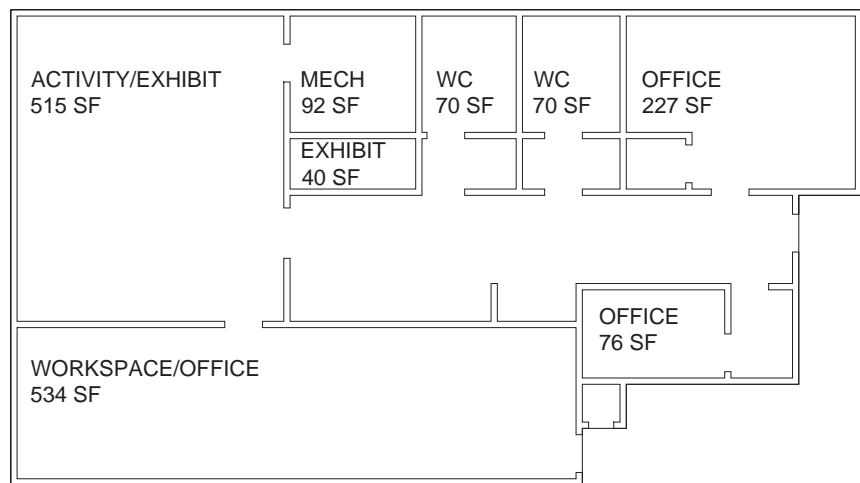 ACTIVITY/EXHIBIT
515 SF
MECH
92 SF
WC
70 SF
WC
70 SF
OFFICE
227 SF
EXHIBIT
40 SF
OFFICE
76 SF
WORKSPACE/OFFICE
534 SF